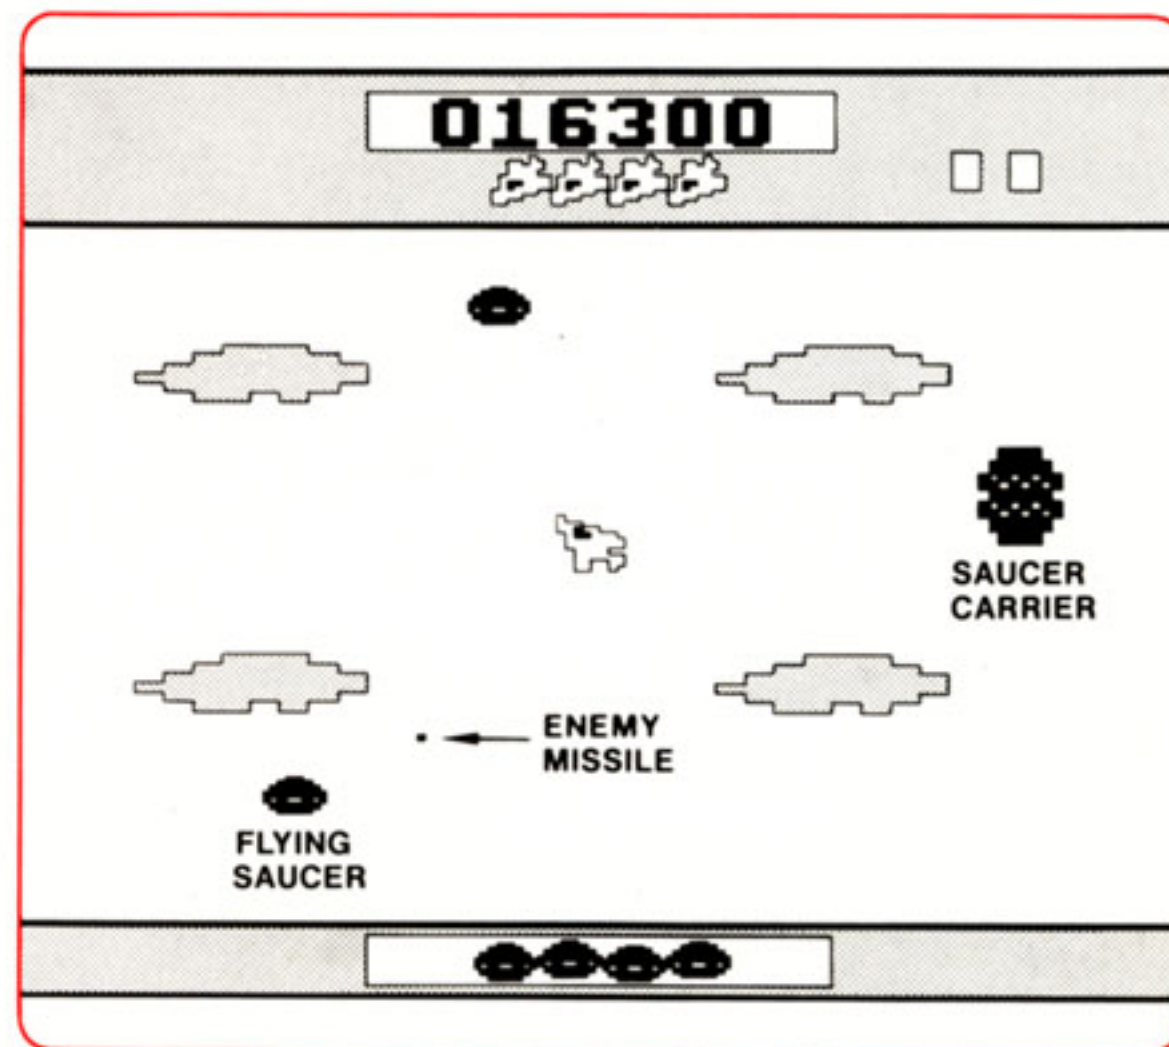 016300
SAUCER
CARRIER
ENEMY
MISSILE
FLYING
SAUCER